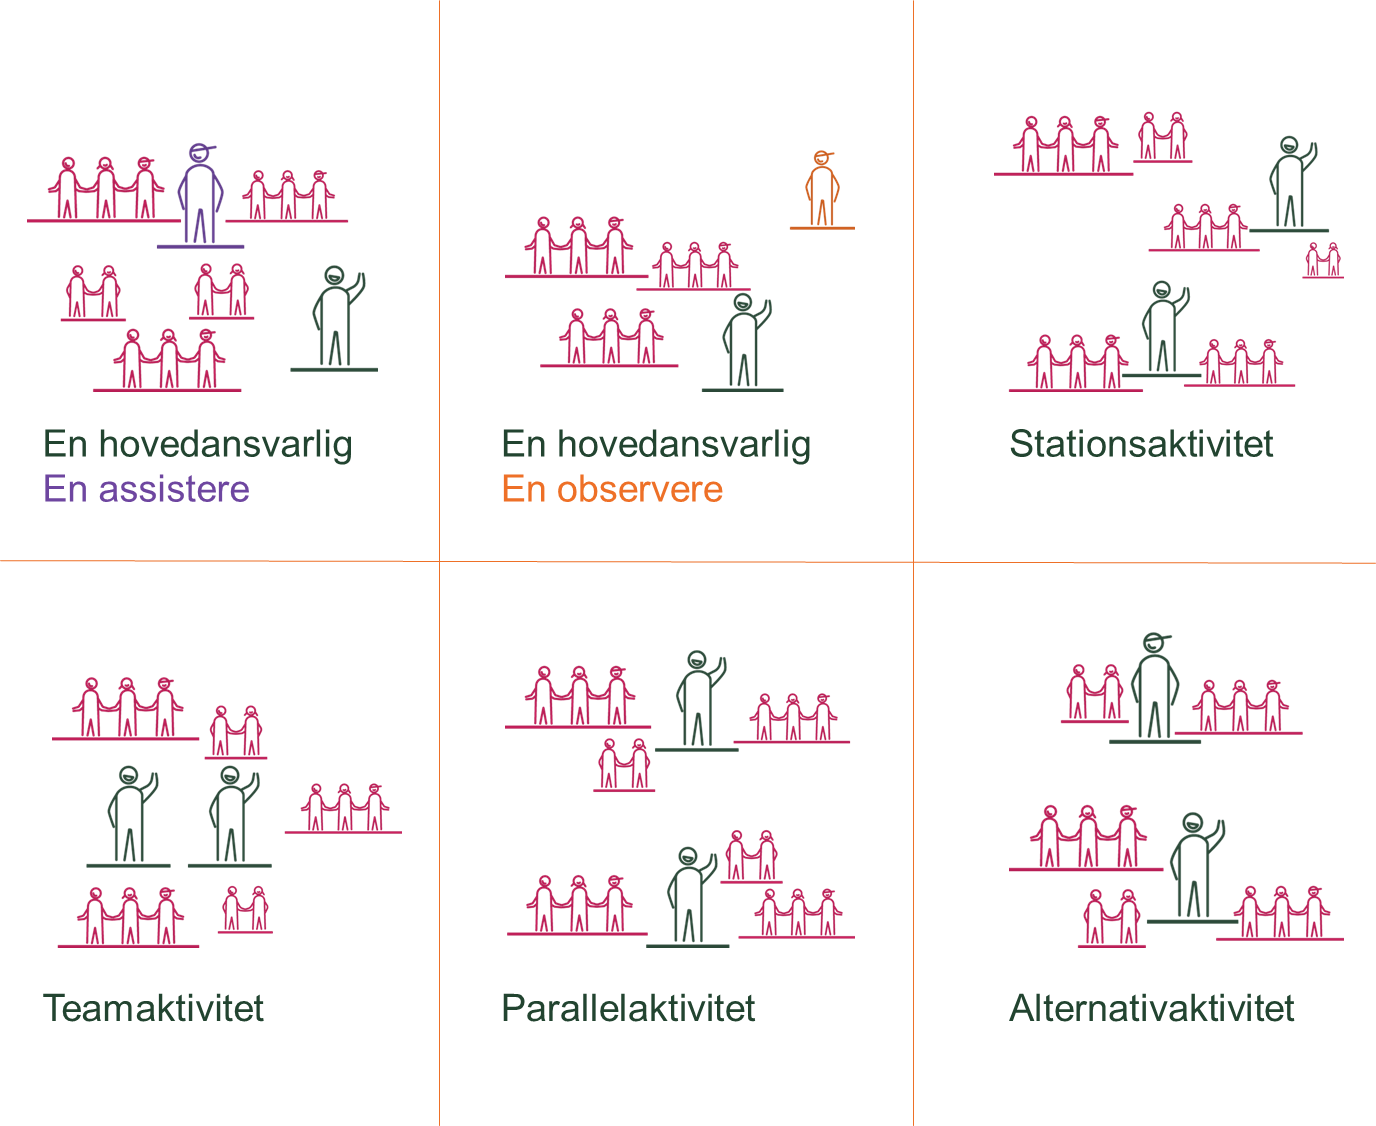 En hovedansvarlig
En assistere
En hovedansvarlig
En observere
Stationsaktivitet
Teamaktivitet
Parallelaktivitet
Alternativaktivitet